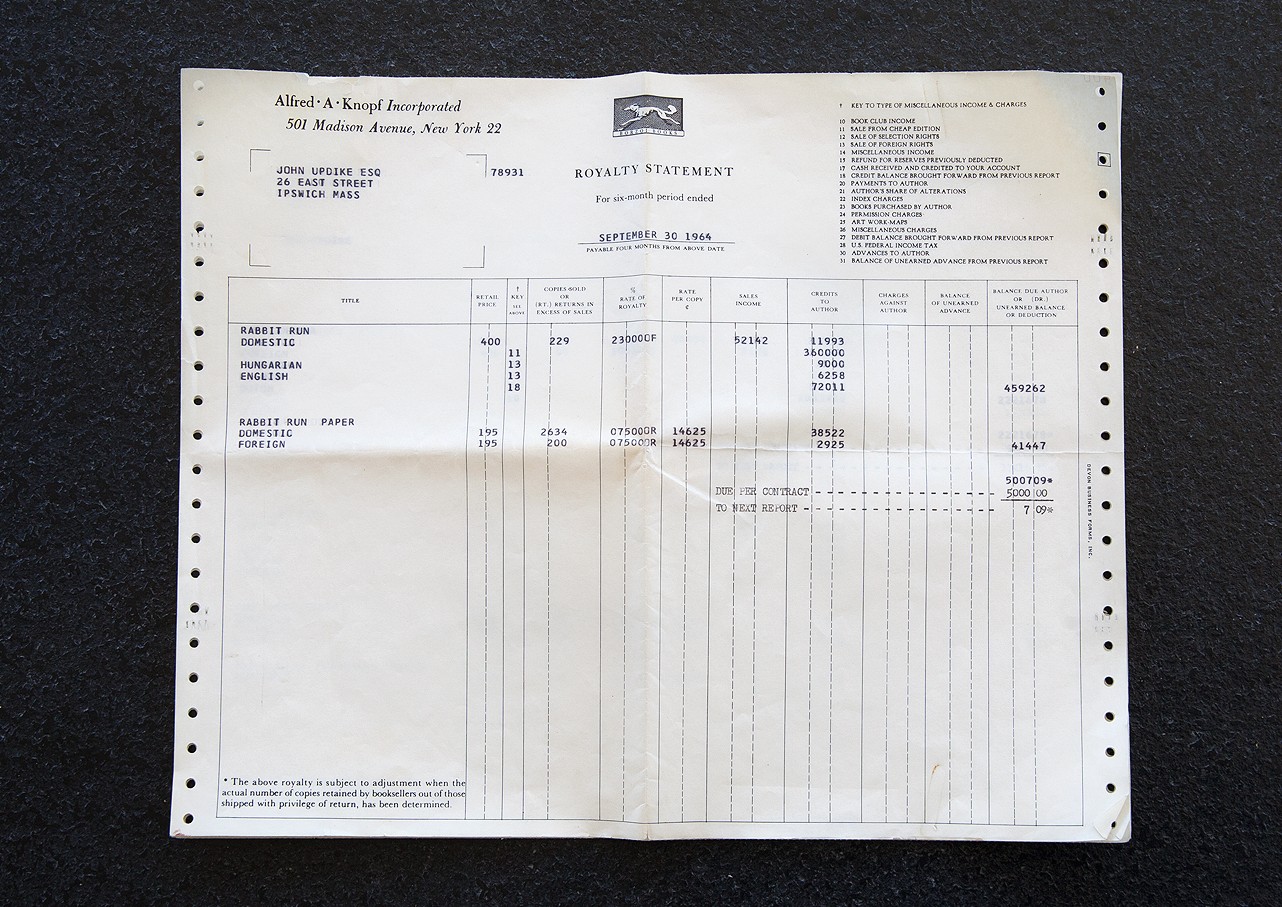 Alfred · A · Knopf Incorporated
501 Madison Avenue, New York 22
JOHN UPDIKE ESQ
26 EAST STREET
IPSWICH MASS
78931
BORZOI BOOKS
ROYALTY STATEMENT
For six-month period ended
SEPTEMBER 30 1964
PAYABLE FOUR MONTHS FROM ABOVE DATE
† KEY TO TYPE OF MISCELLANEOUS INCOME & CHARGES
10 BOOK CLUB INCOME
11 SALE FROM CHEAP EDITION
12 SALE OF SELECTION RIGHTS
13 SALE OF FOREIGN RIGHTS
14 MISCELLANEOUS INCOME
15 REFUND FOR RESERVES PREVIOUSLY DEDUCTED
17 CASH RECEIVED AND CREDITED TO YOUR ACCOUNT
18 CREDIT BALANCE BROUGHT FORWARD FROM PREVIOUS REPORT
20 PAYMENTS TO AUTHOR
21 AUTHOR'S SHARE OF ALTERATIONS
22 INDEX CHARGES
23 BOOKS PURCHASED BY AUTHOR
24 PERMISSION CHARGES
25 ART WORK-MAPS
26 MISCELLANEOUS CHARGES
27 DEBIT BALANCE BROUGHT FORWARD FROM PREVIOUS REPORT
28 U.S. FEDERAL INCOME TAX
30 ADVANCES TO AUTHOR
31 BALANCE OF UNEARNED ADVANCE FROM PREVIOUS REPORT
TITLE
RETAIL
PRICE
†
KEY
SEE
ABOVE
COPIES SOLD
OR
(RT.) RETURNS IN
EXCESS OF SALES
%
RATE OF
ROYALTY
RATE
PER COPY
¢
SALES
INCOME
CREDITS
TO
AUTHOR
CHARGES
AGAINST
AUTHOR
BALANCE
OF UNEARNED
ADVANCE
BALANCE DUE AUTHOR
OR (DR.)
UNEARNED BALANCE
OR DEDUCTION
RABBIT RUN
DOMESTIC 400 229 230000F 52142 11993
11 360000
HUNGARIAN 13 9000
ENGLISH 13 6258
18 72011 459262
RABBIT RUN PAPER
DOMESTIC 195 2634 075000R 14625 38522
FOREIGN 195 200 075000R 14625 2925 41447
500709*
DUE PER CONTRACT - - - - - - - - - - - - - - - - - - 5000 00
TO NEXT REPORT - - - - - - - - - - - - - - - - - - - 7 09*
DEVON BUSINESS FORMS, INC.
* The above royalty is subject to adjustment when the
actual number of copies retained by booksellers out of those
shipped with privilege of return, has been determined.